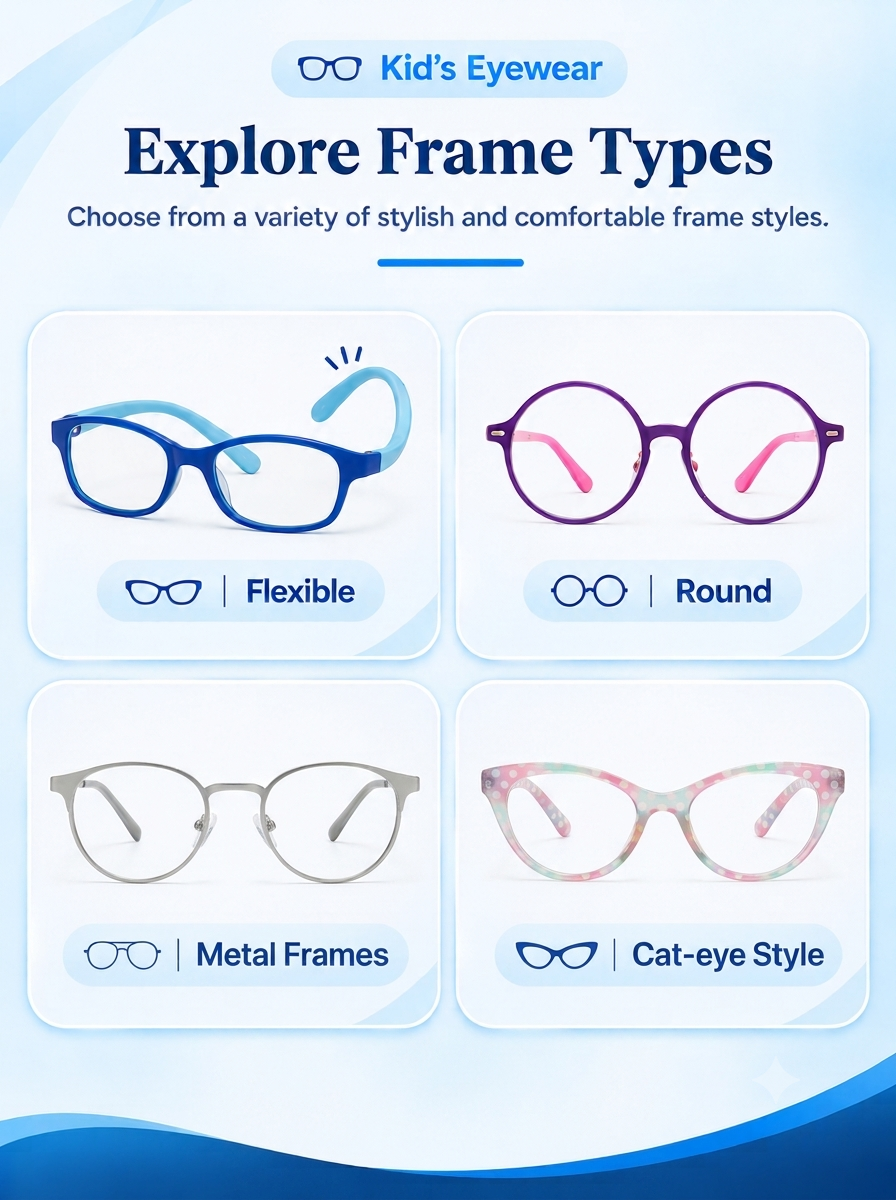 Kid's Eyewear
Explore Frame Types
Choose from a variety of stylish and comfortable frame styles.
Flexible
Round
Metal Frames
Cat-eye Style